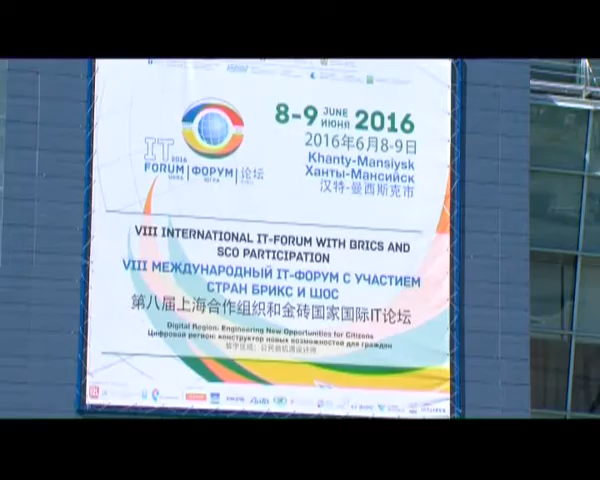 8-9 JUNE ИЮНЯ 2016
2016年6月8-9日
Khanty-Mansiysk
Ханты-Мансийск
汉特-曼西斯克市
IT 2016
FORUM | ФОРУМ | 论坛
VIII INTERNATIONAL IT-FORUM WITH BRICS AND
SCO PARTICIPATION
VIII МЕЖДУНАРОДНЫЙ IT-ФОРУМ С УЧАСТИЕМ
СТРАН БРИКС И ШОС
第八届上海合作组织和金砖国家国际IT论坛
Digital Region: Engineering New Opportunities for Citizens
Цифровой регион: конструктор новых возможностей для граждан